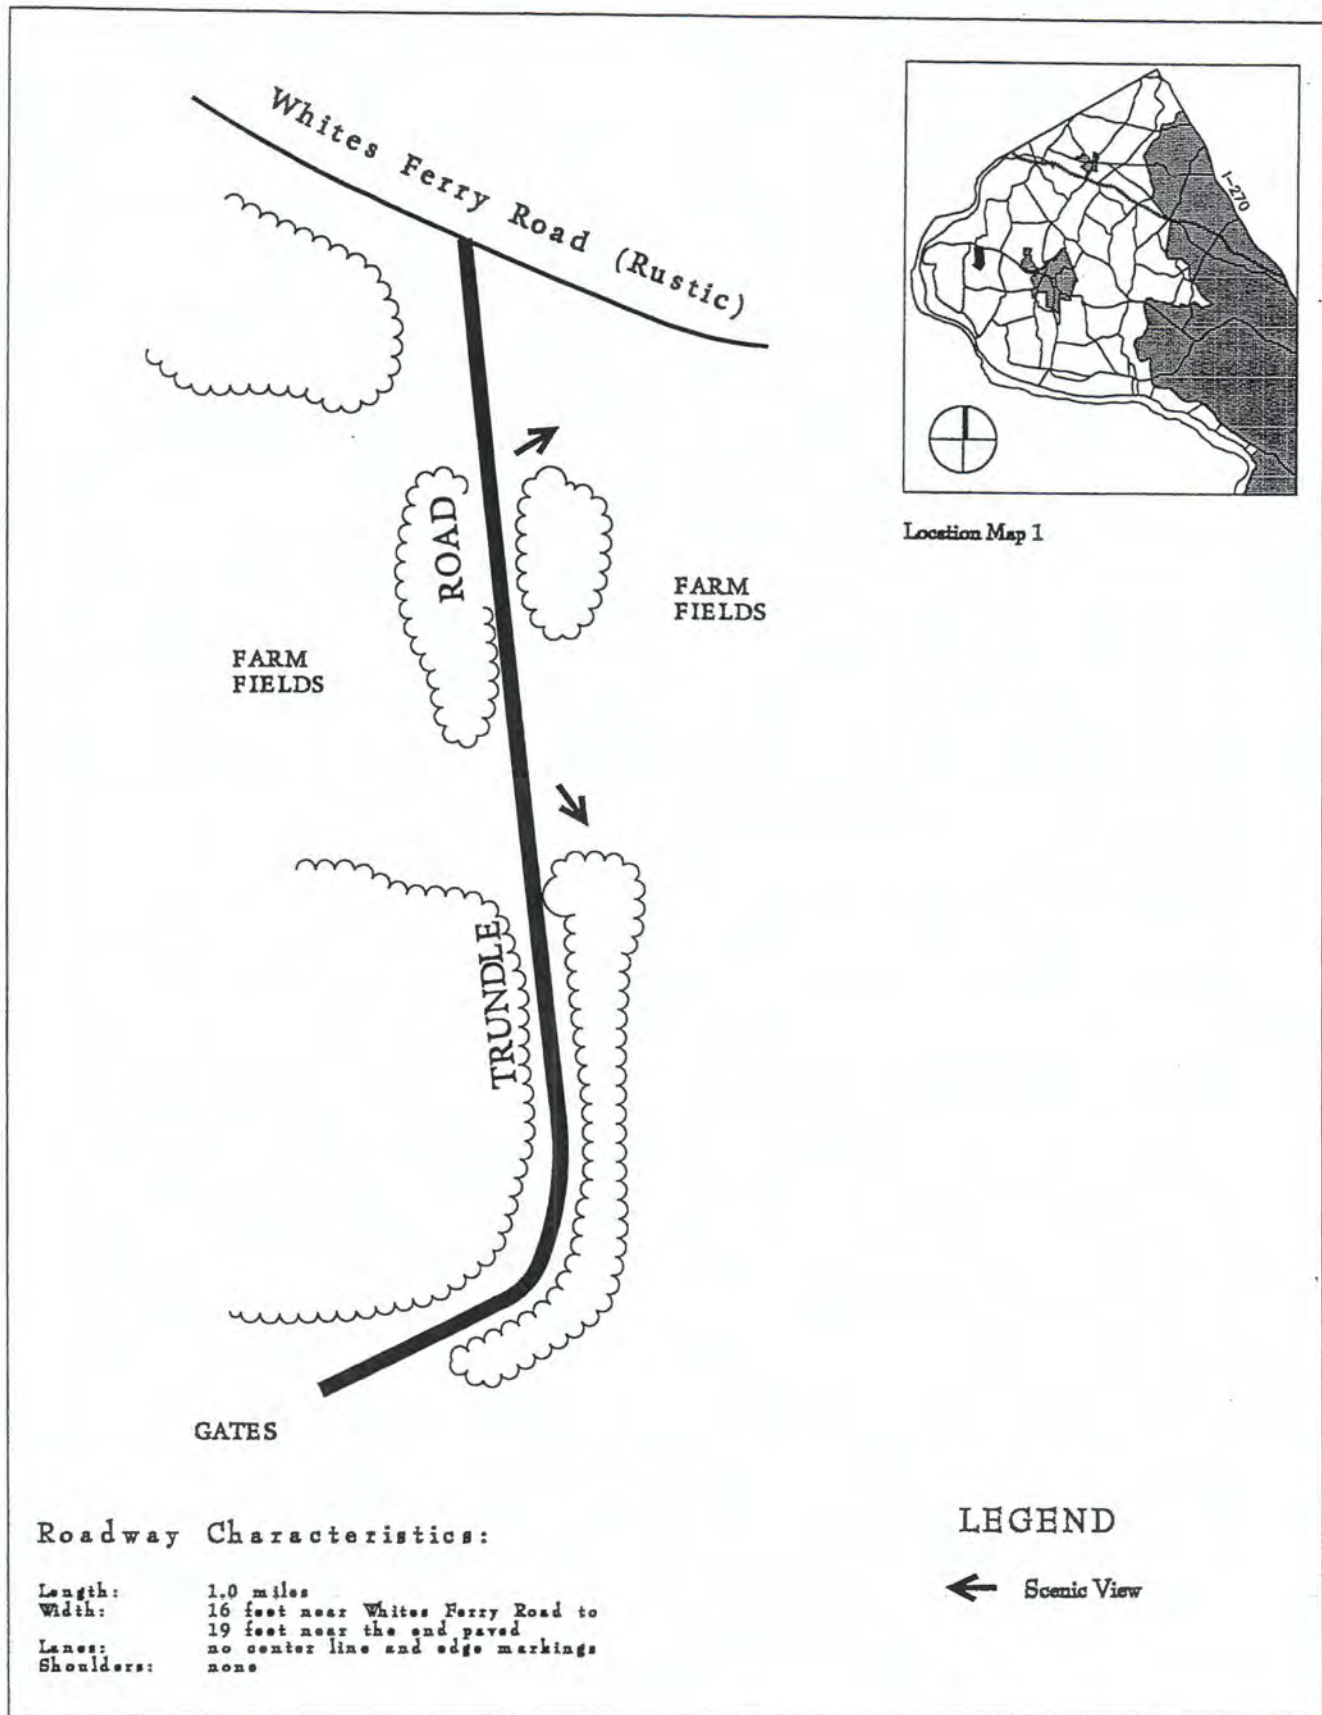 Whites Ferry Road (Rustic)
I-270
Location Map 1
ROAD
FARM
FIELDS
FARM
FIELDS
TRUNDLE
GATES
Roadway Characteristics:
Length: 1.0 miles
Width: 16 feet near Whites Ferry Road to
19 feet near the end paved
Lanes: no center line and edge markings
Shoulders: none
LEGEND
Scenic View